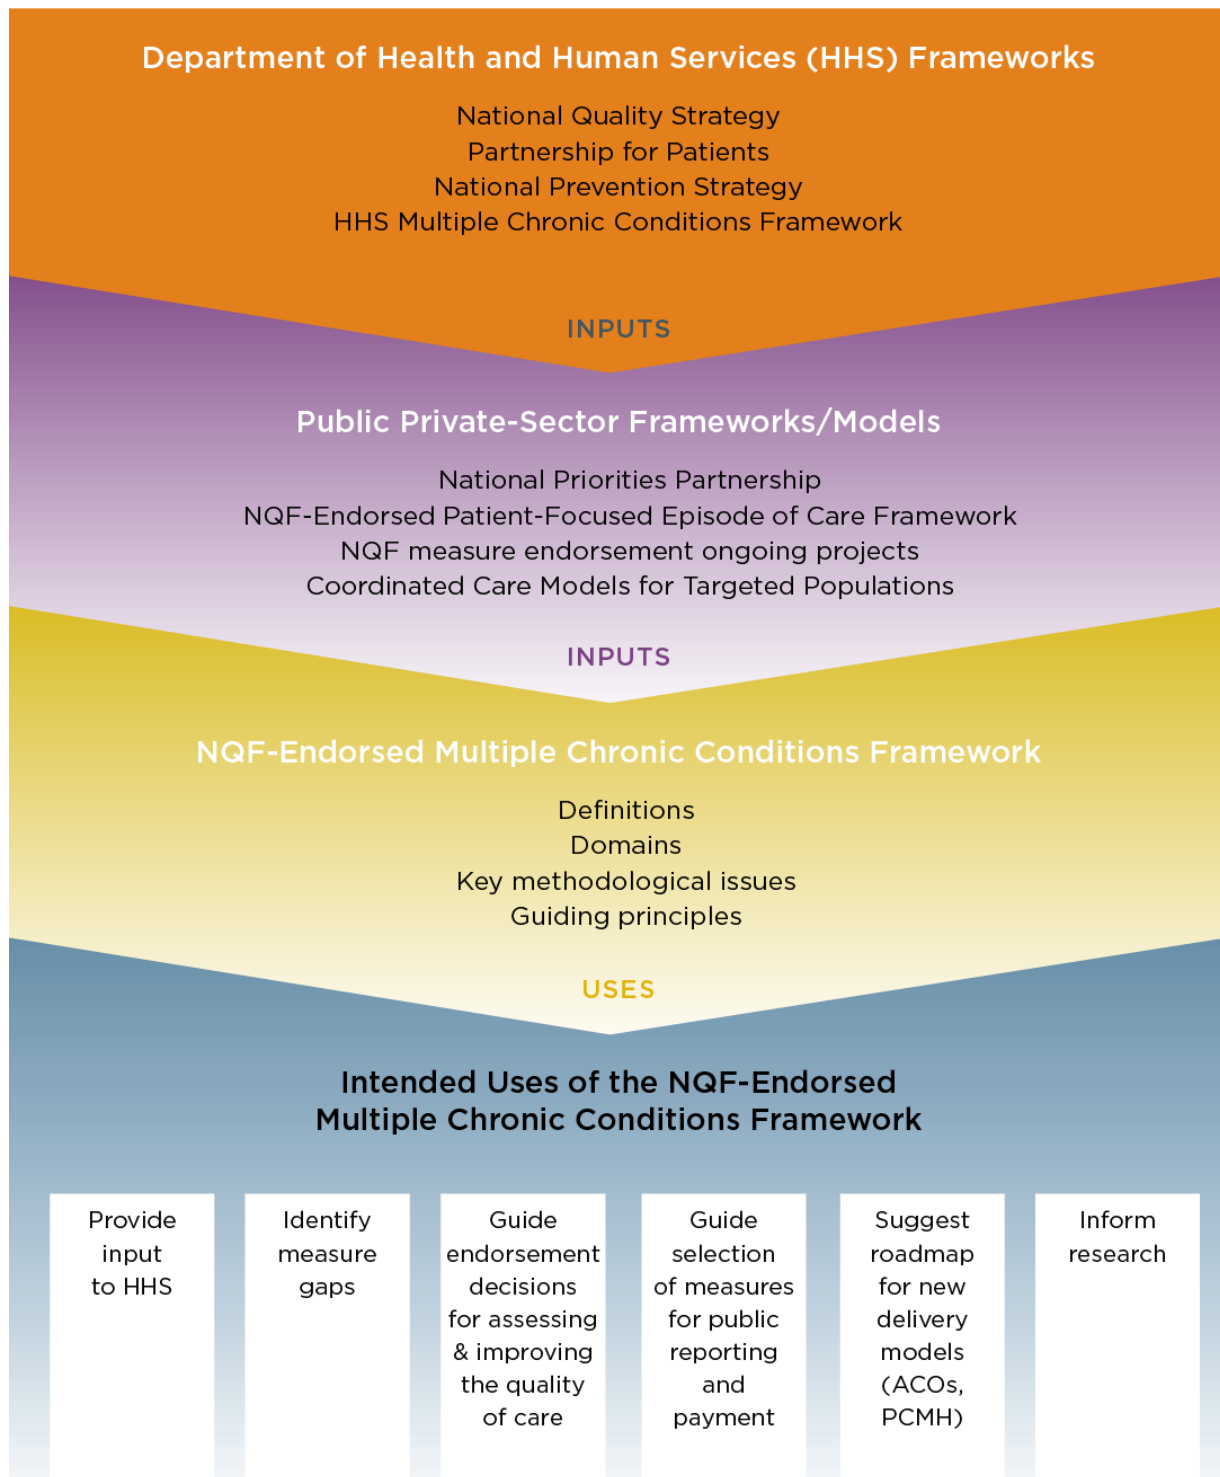 Department of Health and Human Services (HHS) Frameworks
National Quality Strategy
Partnership for Patients
National Prevention Strategy
HHS Multiple Chronic Conditions Framework
INPUTS
Public Private-Sector Frameworks/Models
National Priorities Partnership
NQF-Endorsed Patient-Focused Episode of Care Framework
NQF measure endorsement ongoing projects
Coordinated Care Models for Targeted Populations
INPUTS
NQF-Endorsed Multiple Chronic Conditions Framework
Definitions
Domains
Key methodological issues
Guiding principles
USES
Intended Uses of the NQF-Endorsed
Multiple Chronic Conditions Framework
Provide
input
to HHS
Identify
measure
gaps
Guide
endorsement
decisions
for assessing
& improving
the quality
of care
Guide
selection
of measures
for public
reporting
and
payment
Suggest
roadmap
for new
delivery
models
(ACOs,
PCMH)
Inform
research